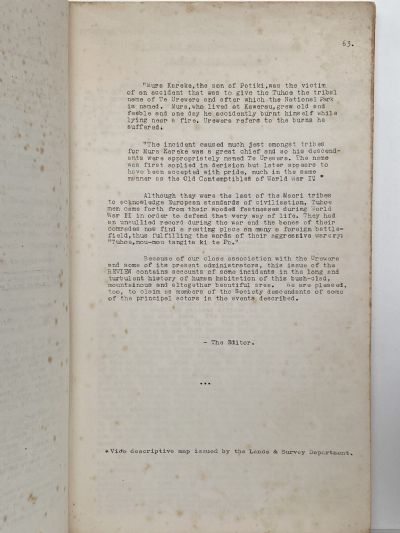 63.
"Mura Kareke, the son of Potiki, was the victim
of an accident that was to give the Tuhoe the tribal
name of Te Urewera and after which the National Park
is named. Mura, who lived at Kawerau, grew old and
feeble and one day he accidently burnt himself while
lying near a fire. Urewera refers to the burns he
suffered.
"The incident caused much jest amongst tribes
for Mura Kareke was a great chief and so his descend-
ants were appropriately named Te Urewera. The name
was first applied in derision but later appears to
have been accepted with pride, much in the same
manner as the Old Contemptibles of World War I" *
Although they were the last of the Maori tribes
to acknowledge European standards of civilisation, Tuhoe
men came forth from their wooded fastnesses during World
War II in order to defend that way of life. They had
an unsullied record during the war and the bones of their
comrades now find a resting place on many a foreign battle-
field, thus fulfilling the words of their aggressive warcry:
"Tuhoe, mou-mou tangita ki te Po."
Because of our close association with the Urewera
and some of its present administrators, this issue of the
REVIEW contains accounts of some incidents in the long and
turbulent history of human habitation of this bush-clad,
mountainous and altogether beautiful area. We are pleased,
too, to claim as members of the Society descendants of some
of the principal actors in the events described.
- The Editor.
...
*Vide descriptive map issued by the Lands & Survey Department.